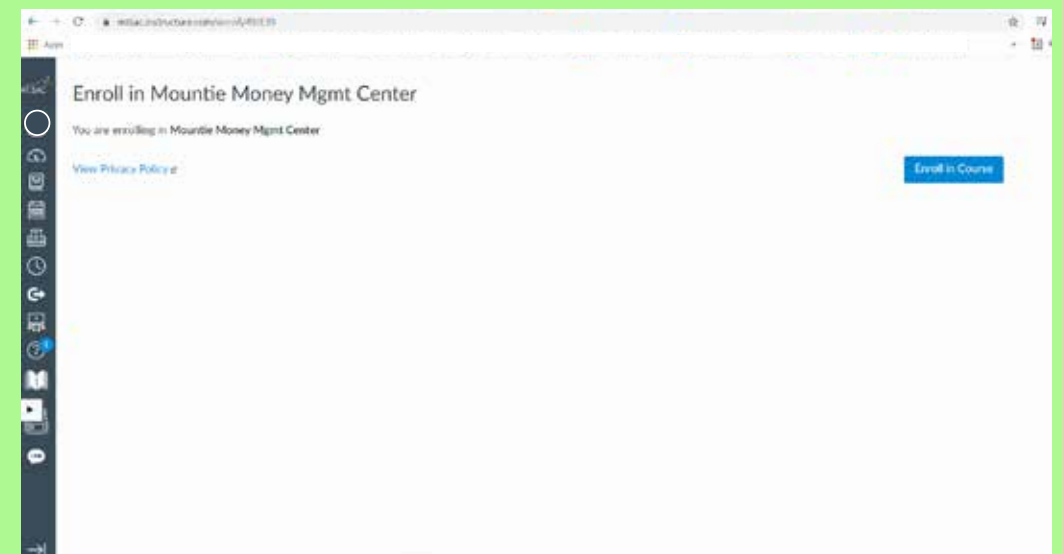 Apps
Enroll in Mountie Money Mgmt Center
You are enrolling in Mountie Money Mgmt Center
View Privacy Policy
Enroll in Course